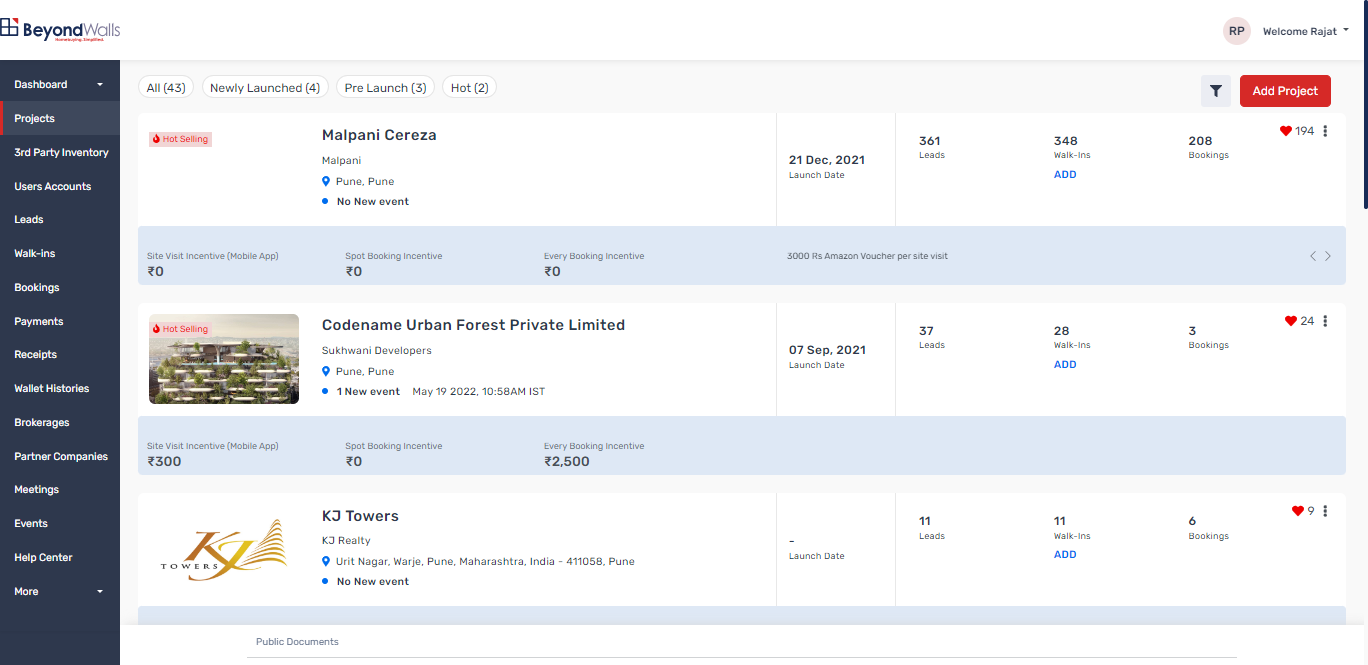 BeyondWalls
Homebuying. Simplified.
RP
Welcome Rajat
Dashboard
Projects
3rd Party Inventory
Users Accounts
Leads
Walk-ins
Bookings
Payments
Receipts
Wallet Histories
Brokerages
Partner Companies
Meetings
Events
Help Center
More
All (43)
Newly Launched (4)
Pre Launch (3)
Hot (2)
Add Project
Hot Selling
Malpani Cereza
Malpani
Pune, Pune
No New event
21 Dec, 2021
Launch Date
361
Leads
348
Walk-Ins
ADD
208
Bookings
194
Site Visit Incentive (Mobile App)
₹0
Spot Booking Incentive
₹0
Every Booking Incentive
₹0
3000 Rs Amazon Voucher per site visit
Hot Selling
Codename Urban Forest Private Limited
Sukhwani Developers
Pune, Pune
1 New event May 19 2022, 10:58AM IST
07 Sep, 2021
Launch Date
37
Leads
28
Walk-Ins
ADD
3
Bookings
24
Site Visit Incentive (Mobile App)
₹300
Spot Booking Incentive
₹0
Every Booking Incentive
₹2,500
KJ
TOWERS
KJ Towers
KJ Realty
Urit Nagar, Warje, Pune, Maharashtra, India - 411058, Pune
No New event
-
Launch Date
11
Leads
11
Walk-Ins
ADD
6
Bookings
9
Public Documents